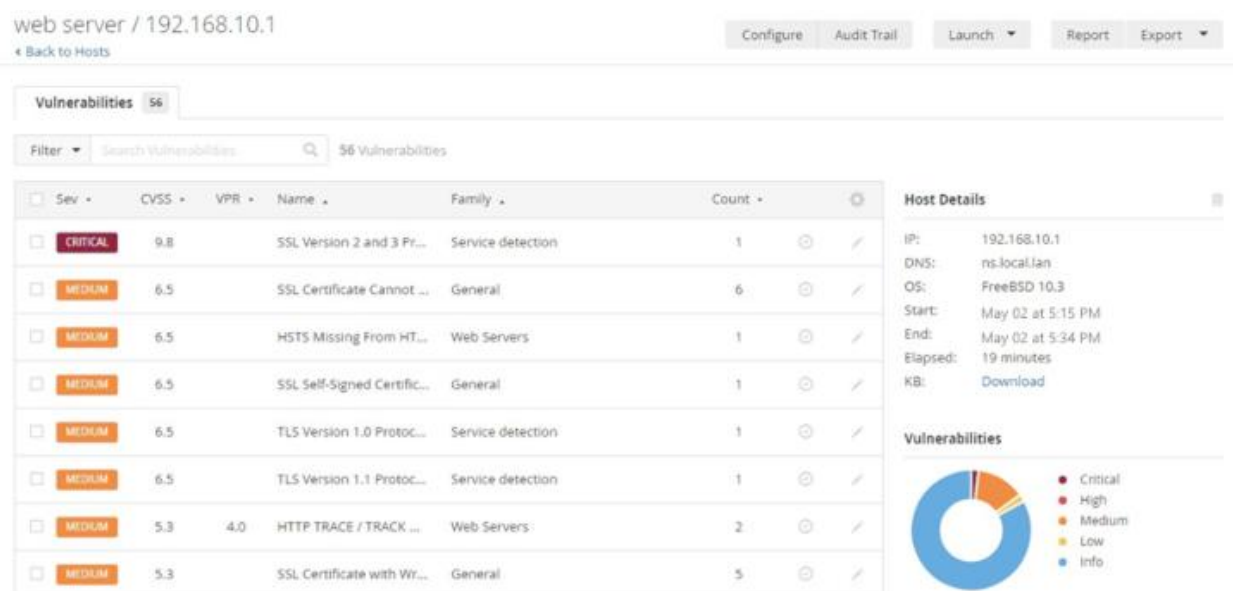 web server / 192.168.10.1
Back to Hosts
Configure Audit Trail Launch Report Export
Vulnerabilities 56
Filter Search Vulnerabilities 56 Vulnerabilities
Sev CVSS VPR Name Family Count
CRITICAL 9.8 SSL Version 2 and 3 Pr... Service detection 1
MEDIUM 6.5 SSL Certificate Cannot ... General 6
MEDIUM 6.5 HSTS Missing From HT... Web Servers 1
MEDIUM 6.5 SSL Self-Signed Certific... General 1
MEDIUM 6.5 TLS Version 1.0 Protoc... Service detection 1
MEDIUM 6.5 TLS Version 1.1 Protoc... Service detection 1
MEDIUM 5.3 4.0 HTTP TRACE / TRACK ... Web Servers 2
MEDIUM 5.3 SSL Certificate with Wr... General 5
Host Details
IP: 192.168.10.1
DNS: ns.local.lan
OS: FreeBSD 10.3
Start: May 02 at 5:15 PM
End: May 02 at 5:34 PM
Elapsed: 19 minutes
KB: Download
Vulnerabilities
Critical
High
Medium
Low
Info